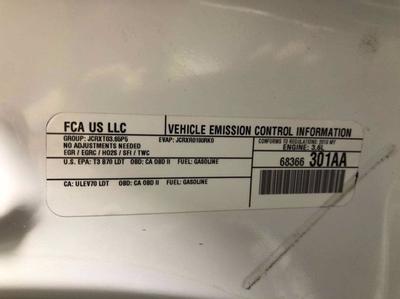 FCA US LLC
VEHICLE EMISSION CONTROL INFORMATION
GROUP: JCRXT03.65P5
EVAP: JCRXR0180RK0
CONFORMS TO REGULATIONS: 2018 MY
NO ADJUSTMENTS NEEDED
ENGINE: 3.6L
EGR / EGRC / HO2S / SFI / TWC
68366 301AA
U.S. EPA: T3 B70 LDT OBD: CA OBD II FUEL: GASOLINE
CA: ULEV70 LDT OBD: CA OBD II FUEL: GASOLINE